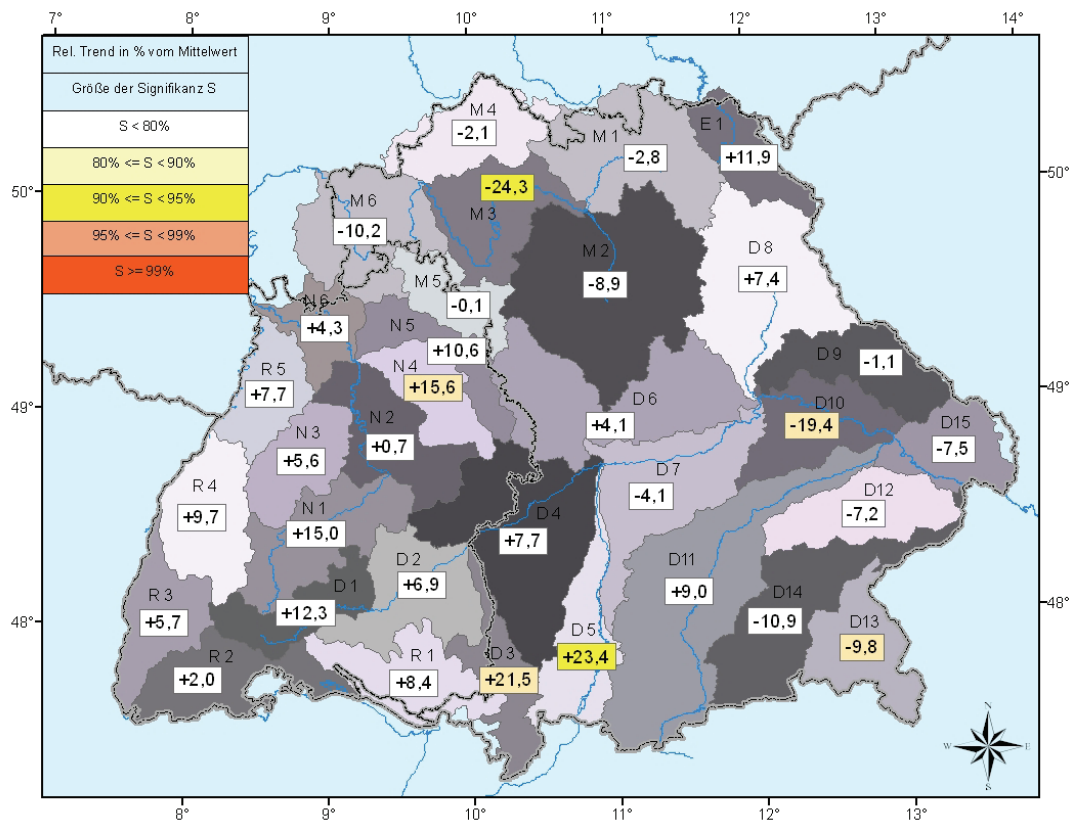 7° 8° 9° 10° 11° 12° 13° 14°
Rel. Trend in % vom Mittelwert
Größe der Signifikanz S
S < 80%
80% <= S < 90%
90% <= S < 95%
95% <= S < 99%
S >= 99%
M 4
-2,1
M 1
-2,8
E 1
+11,9
50°
50°
M 6
-10,2
-24,3
M 3
M 2
-8,9
D 8
+7,4
M 5
-0,1
N 6
+4,3
N 5
+10,6
N 4
+15,6
R 5
+7,7
D 9
-1,1
49°
49°
N 2
+0,7
D 6
+4,1
D10
-19,4
D15
-7,5
N 3
+5,6
D 7
-4,1
R 4
+9,7
D12
-7,2
N 1
+15,0
D 4
+7,7
D 2
+6,9
D11
+9,0
D 1
+12,3
D14
-10,9
48°
48°
R 3
+5,7
D 5
+23,4
D13
-9,8
R 2
+2,0
R 1
+8,4
D 3
+21,5
N
W E
S
8° 9° 10° 11° 12° 13°